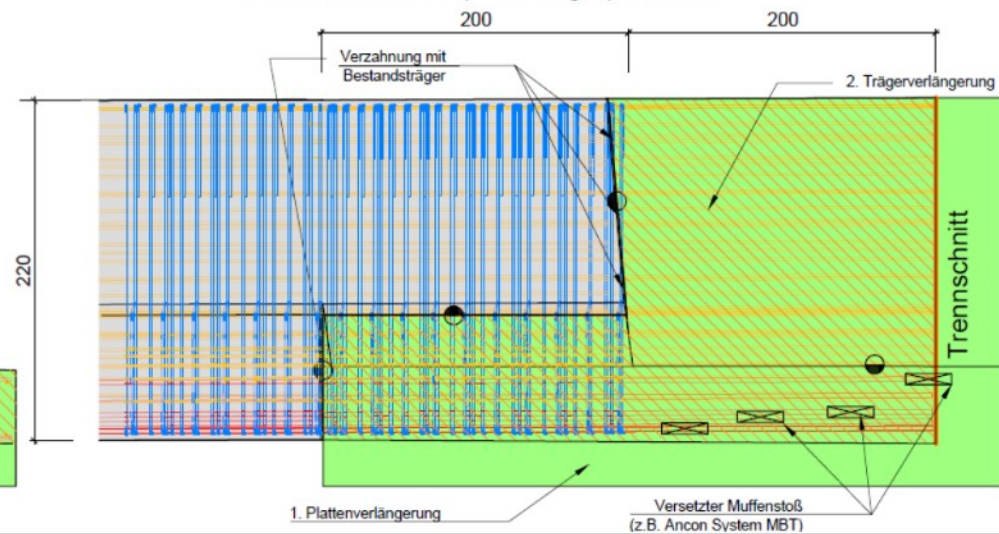 200
200
Verzahnung mit
Bestandsträger
2. Trägerverlängerung
220
Trennschnitt
1. Plattenverlängerung
Versetzter Muffenstoß
(z.B. Ancon System MBT)